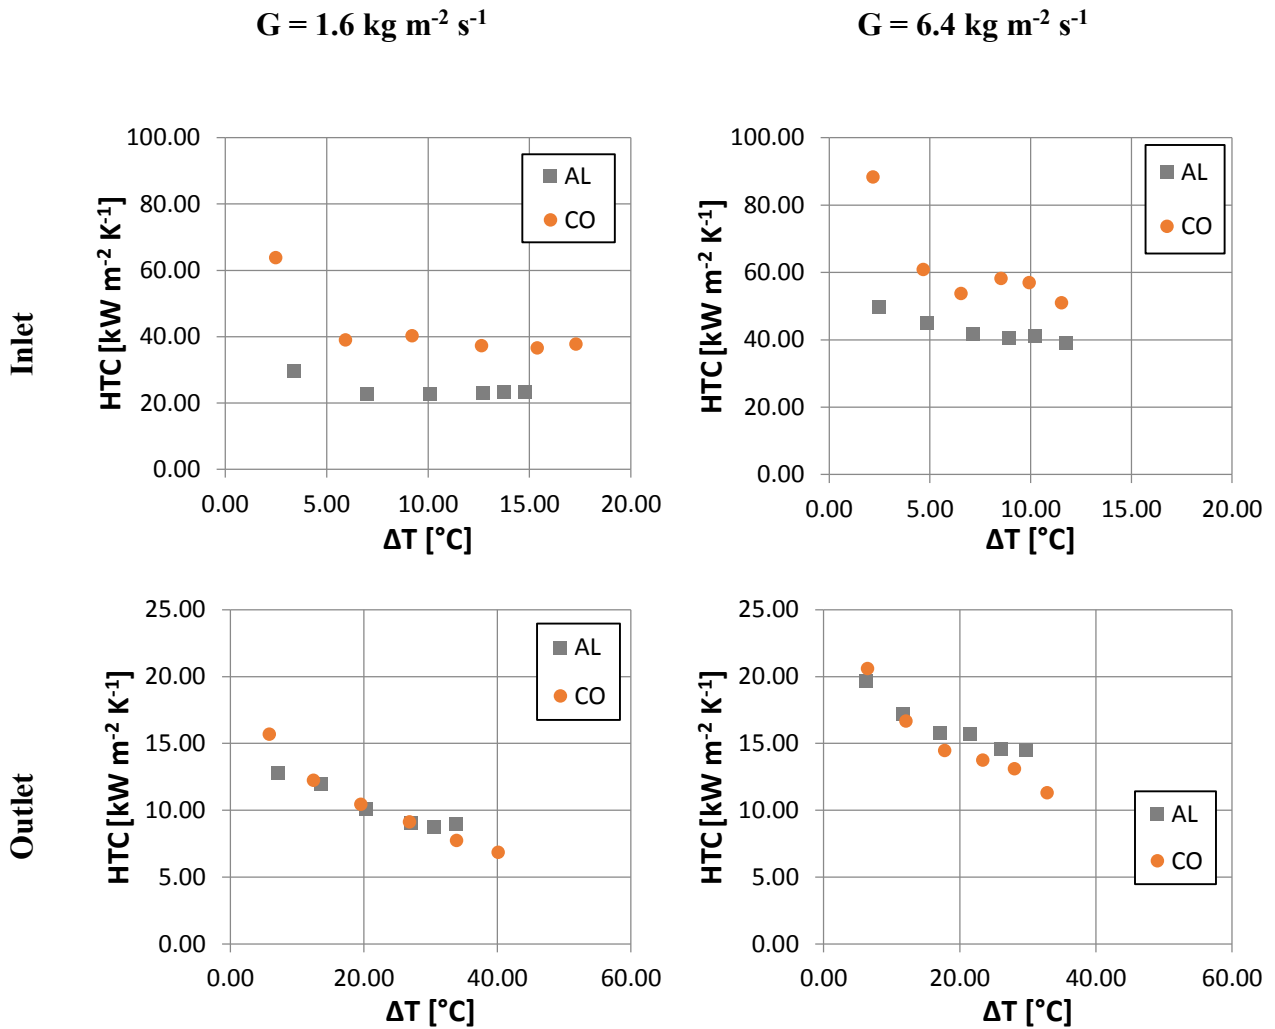 G = 1.6 kg m⁻² s⁻¹
G = 6.4 kg m⁻² s⁻¹
Inlet
HTC [kW m⁻² K⁻¹]
100.00
80.00
60.00
40.00
20.00
0.00
0.00 5.00 10.00 15.00 20.00
ΔT [°C]
AL
CO
HTC [kW m⁻² K⁻¹]
100.00
80.00
60.00
40.00
20.00
0.00
0.00 5.00 10.00 15.00 20.00
ΔT [°C]
AL
CO
Outlet
HTC [kW m⁻² K⁻¹]
25.00
20.00
15.00
10.00
5.00
0.00
0.00 20.00 40.00 60.00
ΔT [°C]
AL
CO
HTC [kW m⁻² K⁻¹]
25.00
20.00
15.00
10.00
5.00
0.00
0.00 20.00 40.00 60.00
ΔT [°C]
AL
CO